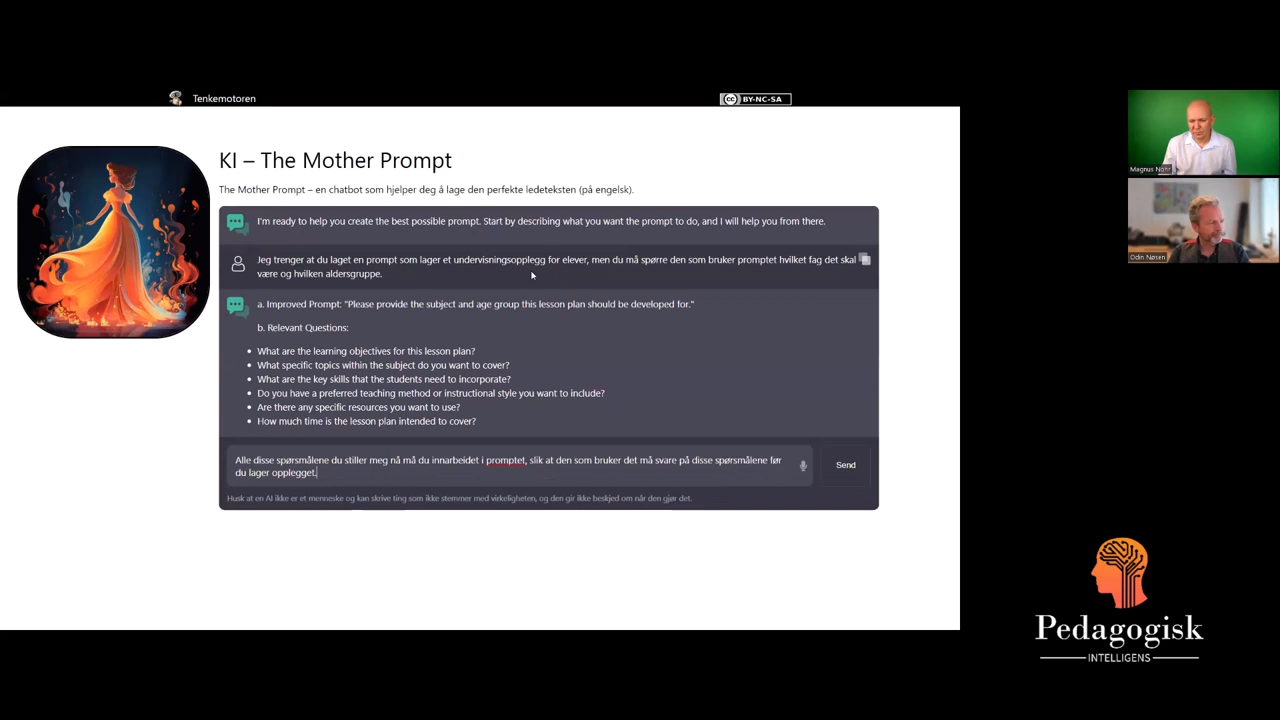 Tenkemotoren
BY-NC-SA
KI – The Mother Prompt
The Mother Prompt – en chatbot som hjelper deg å lage den perfekte ledeteksten (på engelsk).
I'm ready to help you create the best possible prompt. Start by describing what you want the prompt to do, and I will help you from there.
Jeg trenger at du laget en prompt som lager et undervisningsopplegg for elever, men du må spørre den som bruker promptet hvilket fag det skal
være og hvilken aldersgruppe.
a. Improved Prompt: "Please provide the subject and age group this lesson plan should be developed for."
b. Relevant Questions:
• What are the learning objectives for this lesson plan?
• What specific topics within the subject do you want to cover?
• What are the key skills that the students need to incorporate?
• Do you have a preferred teaching method or instructional style you want to include?
• Are there any specific resources you want to use?
• How much time is the lesson plan intended to cover?
Alle disse spørsmålene du stiller meg nå må du innarbeidet i promptet, slik at den som bruker det må svare på disse spørsmålene før
du lager opplegget.
Send
Husk at en AI ikke er et menneske og kan skrive ting som ikke stemmer med virkeligheten, og den gir ikke beskjed om når den gjør det.
Magnus Nohr
Odin Nøsen
Pedagogisk
INTELLIGENS